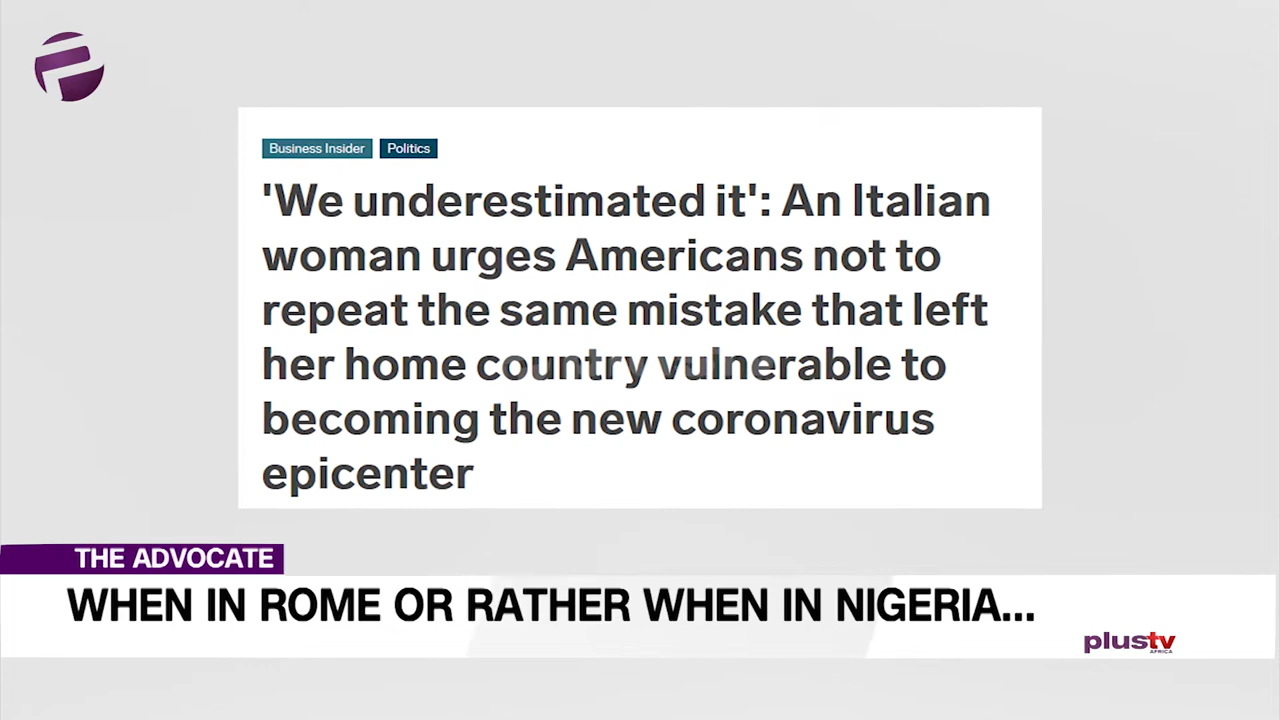 Business Insider Politics
'We underestimated it': An Italian
woman urges Americans not to
repeat the same mistake that left
her home country vulnerable to
becoming the new coronavirus
epicenter
THE ADVOCATE
WHEN IN ROME OR RATHER WHEN IN NIGERIA...
plustv
AFRICA